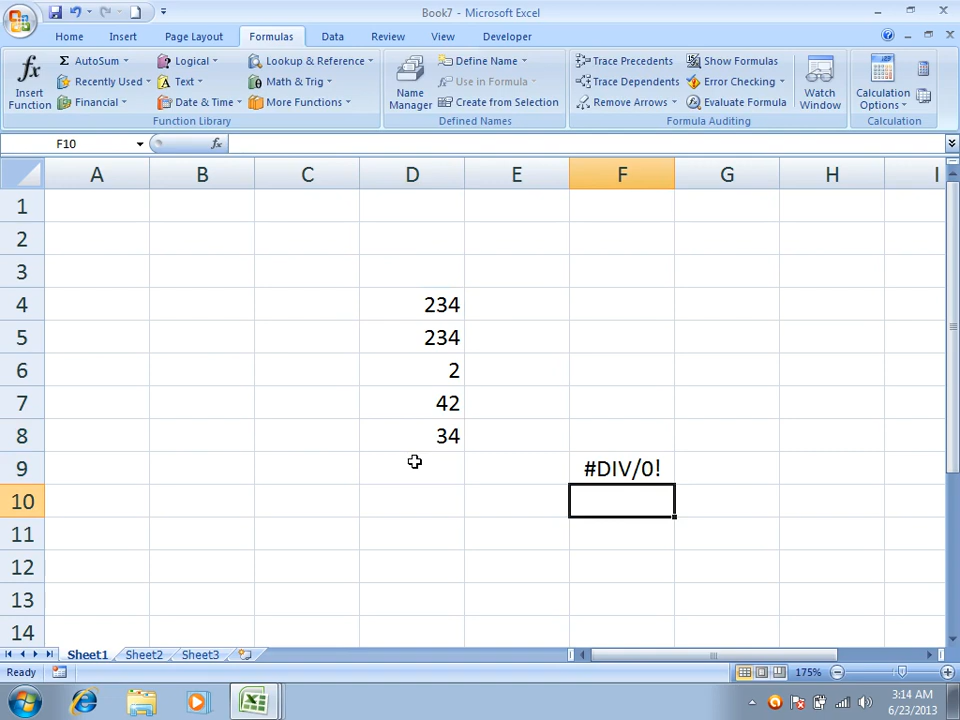 Book7 - Microsoft Excel
Home Insert Page Layout Formulas Data Review View Developer
fx Insert Function
Σ AutoSum
Recently Used
Financial
Logical
Text
Date & Time
Lookup & Reference
Math & Trig
More Functions
Function Library
Name Manager
Define Name
Use in Formula
Create from Selection
Defined Names
Trace Precedents
Trace Dependents
Remove Arrows
Show Formulas
Error Checking
Evaluate Formula
Formula Auditing
Watch Window
Calculation Options
Calculation
F10 fx
A B C D E F G H I
1
2
3
4 234
5 234
6 2
7 42
8 34
9 #DIV/0!
10
11
12
13
14
Sheet1 Sheet2 Sheet3
Ready 175%
3:14 AM
6/23/2013